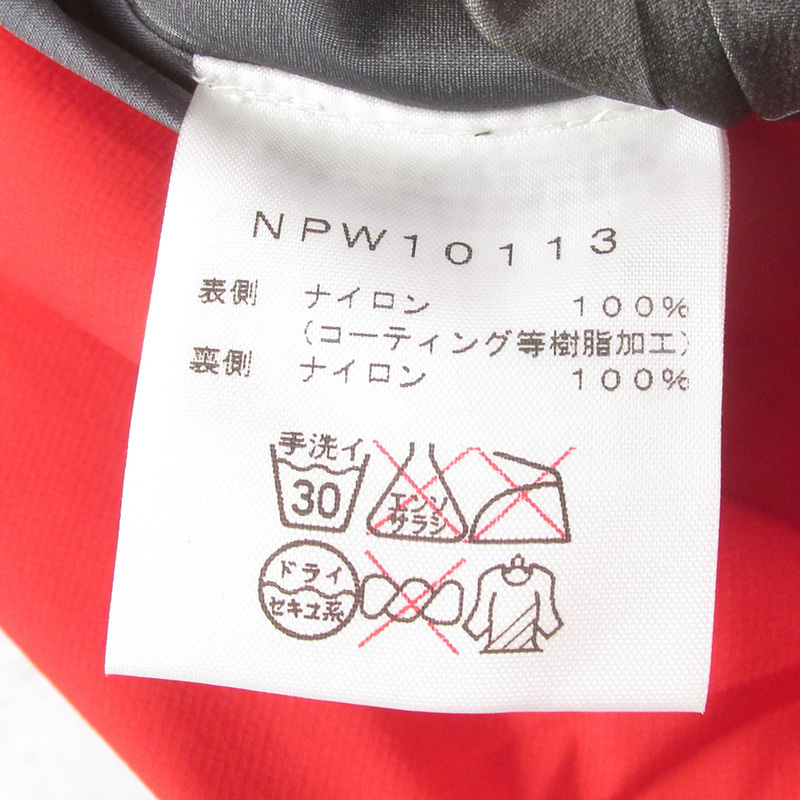 NPW10113
表側 ナイロン 100%
(コーティング等樹脂加工)
裏側 ナイロン 100%
手洗イ
30
エンソ
サラシ
ドライ
セキユ系